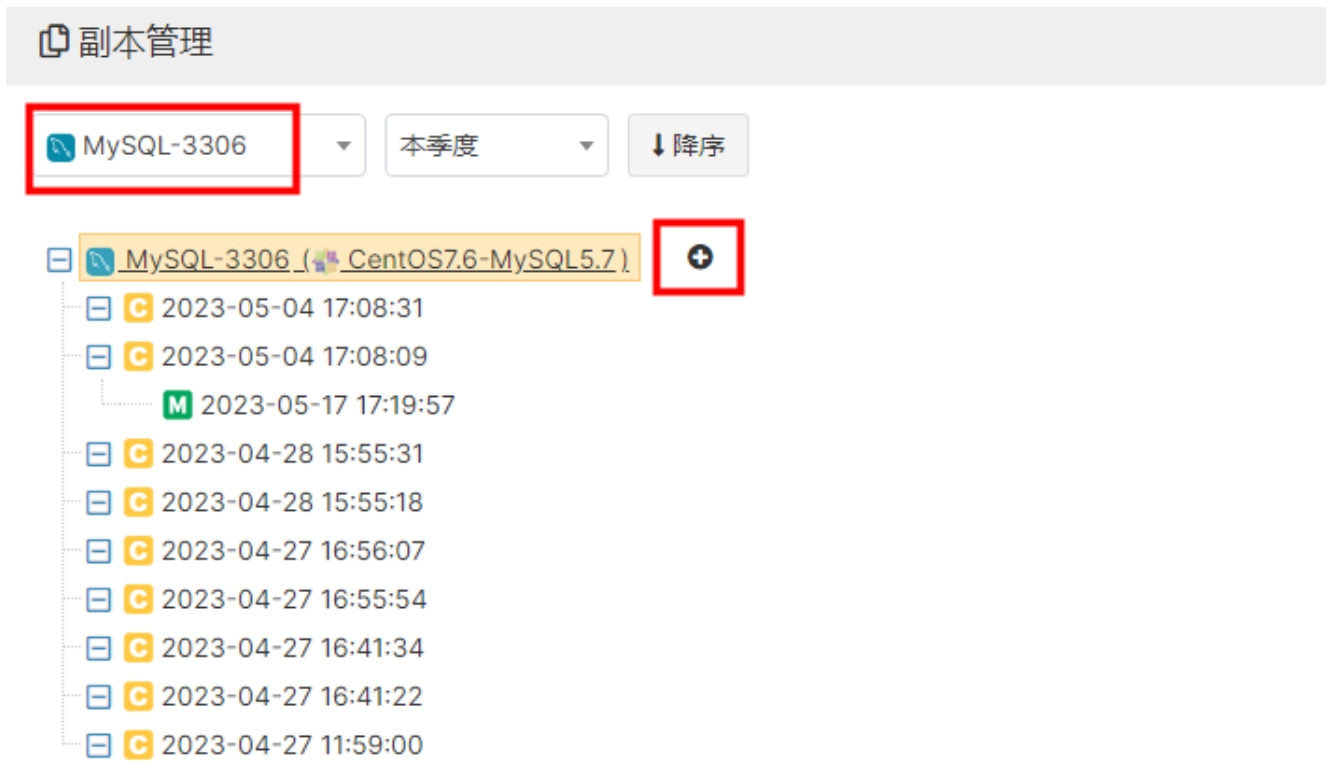 副本管理
MySQL-3306 本季度 降序
MySQL-3306 (CentOS7.6-MySQL5.7)
C 2023-05-04 17:08:31
C 2023-05-04 17:08:09
M 2023-05-17 17:19:57
C 2023-04-28 15:55:31
C 2023-04-28 15:55:18
C 2023-04-27 16:56:07
C 2023-04-27 16:55:54
C 2023-04-27 16:41:34
C 2023-04-27 16:41:22
C 2023-04-27 11:59:00